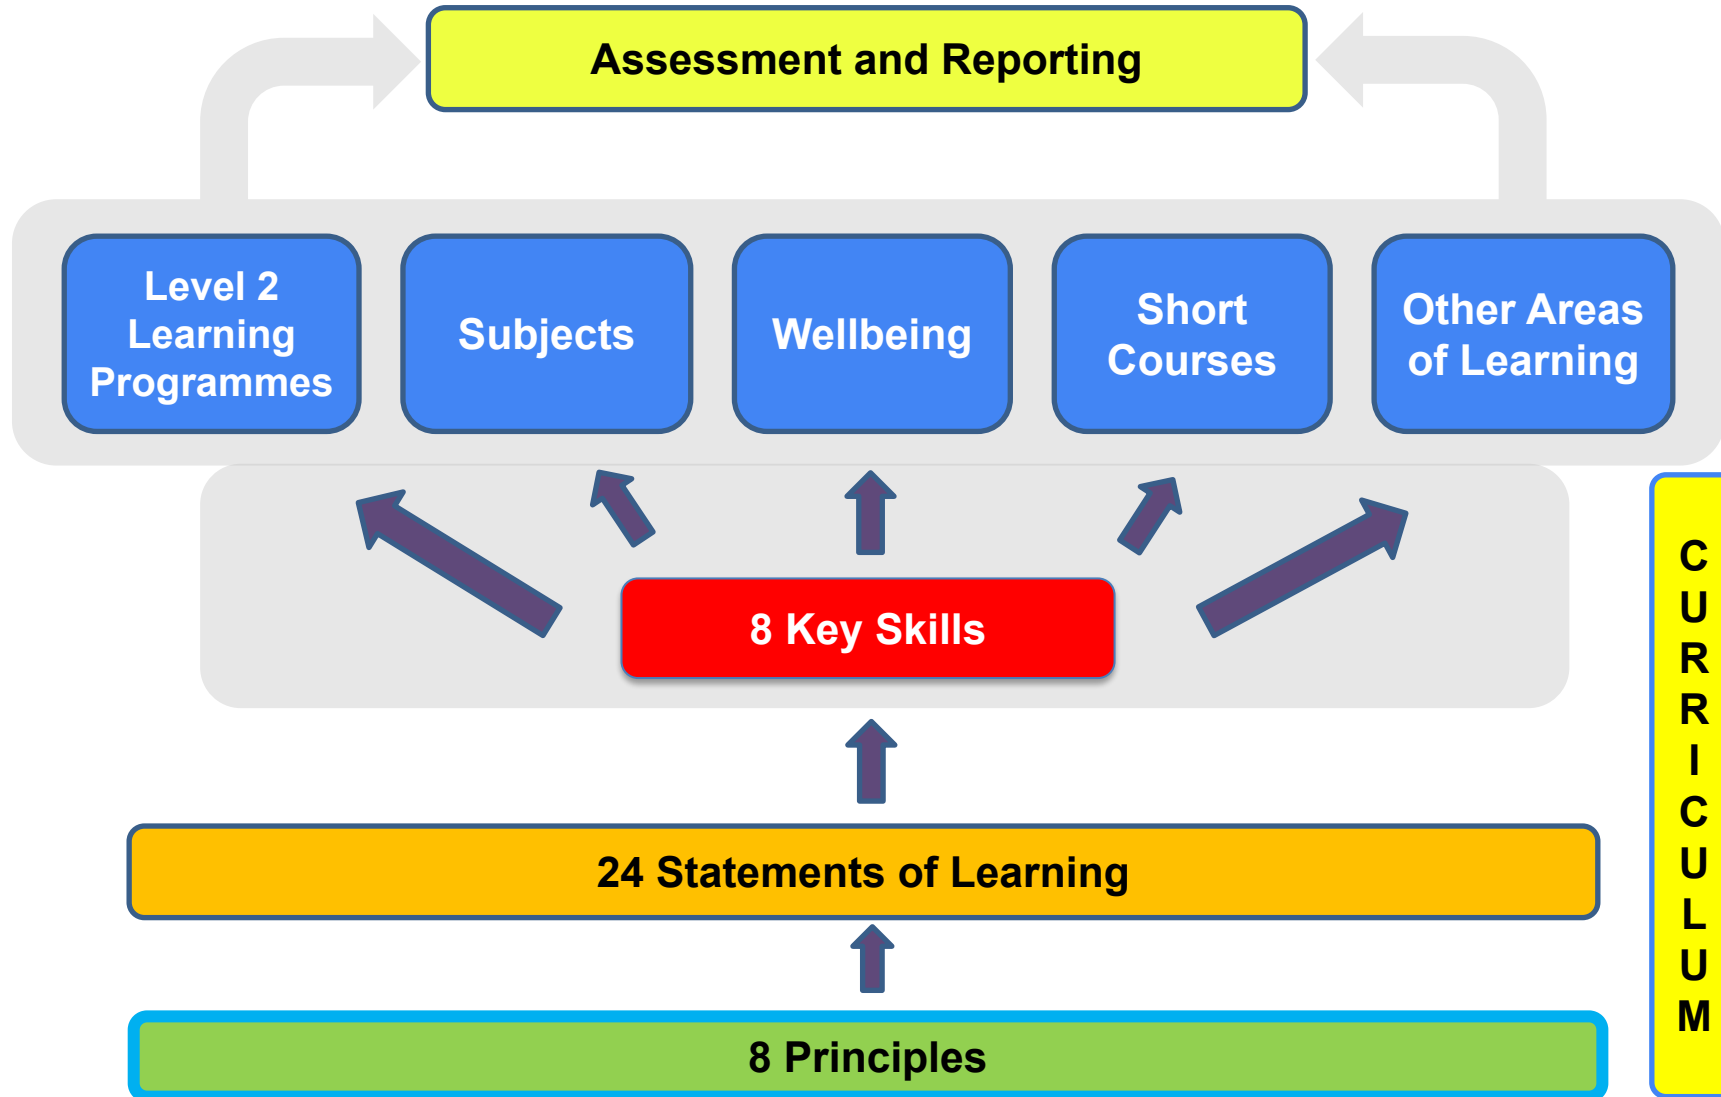 Assessment and Reporting
Level 2
Learning
Programmes
Subjects
Wellbeing
Short
Courses
Other Areas
of Learning
8 Key Skills
24 Statements of Learning
8 Principles
C
U
R
R
I
C
U
L
U
M